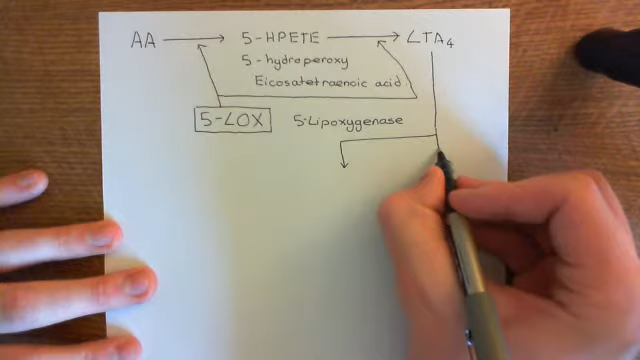 AA → 5-HPETE → LTA4
5-hydroperoxy
Eicosatetraenoic acid
5-LOX 5-Lipoxygenase